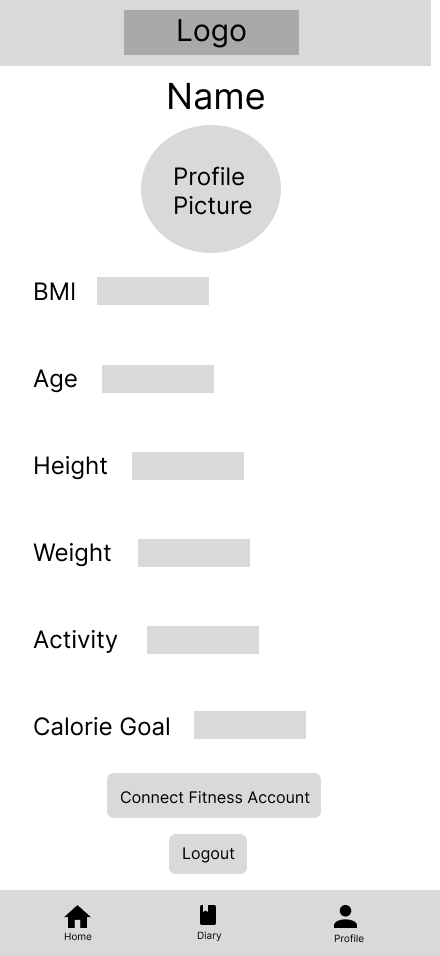 Logo
Name
Profile
Picture
BMI
Age
Height
Weight
Activity
Calorie Goal
Connect Fitness Account
Logout
Home
Diary
Profile